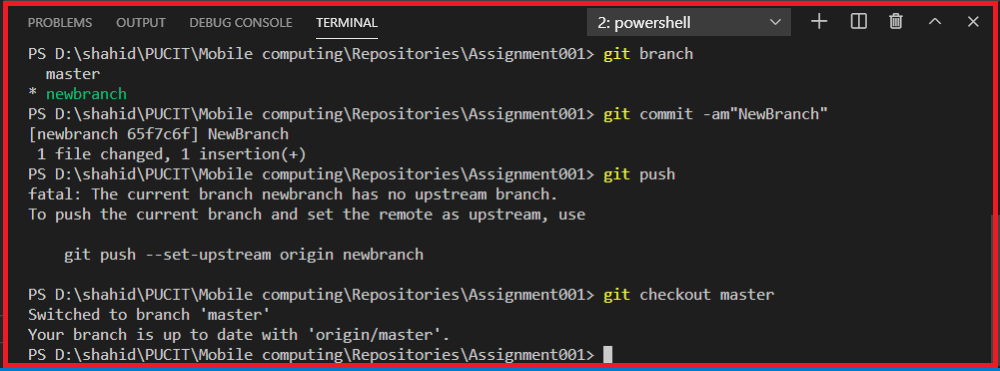 PROBLEMS OUTPUT DEBUG CONSOLE TERMINAL 2: powershell
PS D:\shahid\PUCIT\Mobile computing\Repositories\Assignment001> git branch
  master
* newbranch
PS D:\shahid\PUCIT\Mobile computing\Repositories\Assignment001> git commit -am"NewBranch"
[newbranch 65f7c6f] NewBranch
 1 file changed, 1 insertion(+)
PS D:\shahid\PUCIT\Mobile computing\Repositories\Assignment001> git push
fatal: The current branch newbranch has no upstream branch.
To push the current branch and set the remote as upstream, use
    git push --set-upstream origin newbranch
PS D:\shahid\PUCIT\Mobile computing\Repositories\Assignment001> git checkout master
Switched to branch 'master'
Your branch is up to date with 'origin/master'.
PS D:\shahid\PUCIT\Mobile computing\Repositories\Assignment001>